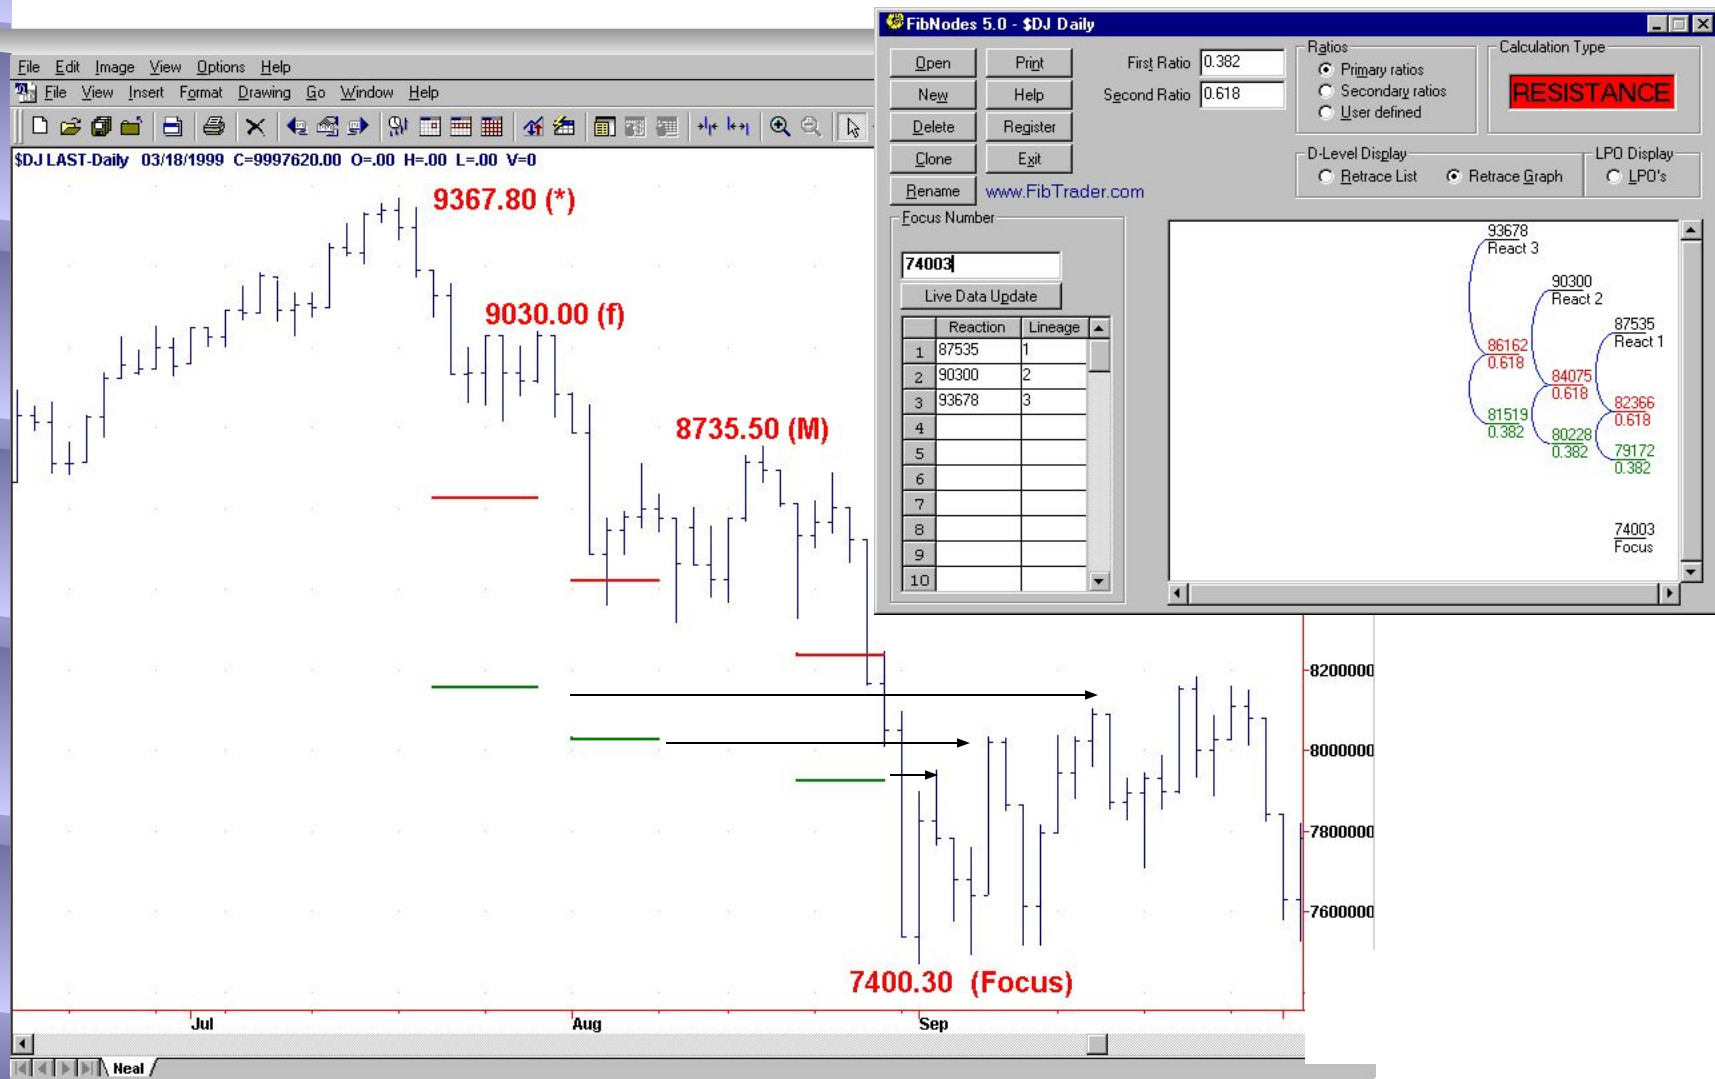 File Edit Image View Options Help
File View Insert Format Drawing Go Window Help
$DJ LAST-Daily 03/18/1999 C=9997620.00 O=.00 H=.00 L=.00 V=0
9367.80 (*)
9030.00 (f)
8735.50 (M)
7400.30 (Focus)
8200000
8000000
7800000
7600000
Jul Aug Sep
Neal
FibNodes 5.0 - $DJ Daily
Open Print
New Help
Delete Register
Clone Exit
Rename www.FibTrader.com
First Ratio 0.382
Second Ratio 0.618
Ratios
Primary ratios
Secondary ratios
User defined
Calculation Type
RESISTANCE
D-Level Display
Retrace List Retrace Graph
LPO Display
LPO's
Focus Number
74003
Live Data Update
Reaction Lineage
1 87535 1
2 90300 2
3 93678 3
4
5
6
7
8
9
10
93678
React 3
90300
React 2
87535
React 1
86162
0.618
84075
0.618
82366
0.618
81519
0.382
80228
0.382
79172
0.382
74003
Focus